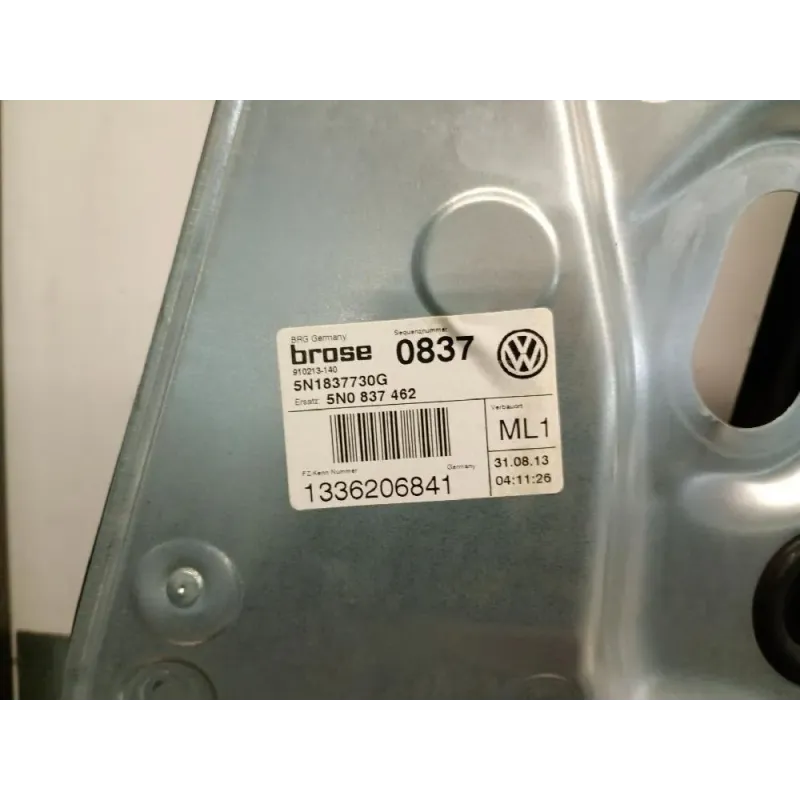 BRG Germany
Sequenznummer
brose 0837
910213-140
5N1837730G
Ersatz: 5N0 837 462
Verbauort
ML1
FZ-Kenn Nummer Germany
1336206841
31.08.13
04:11:26